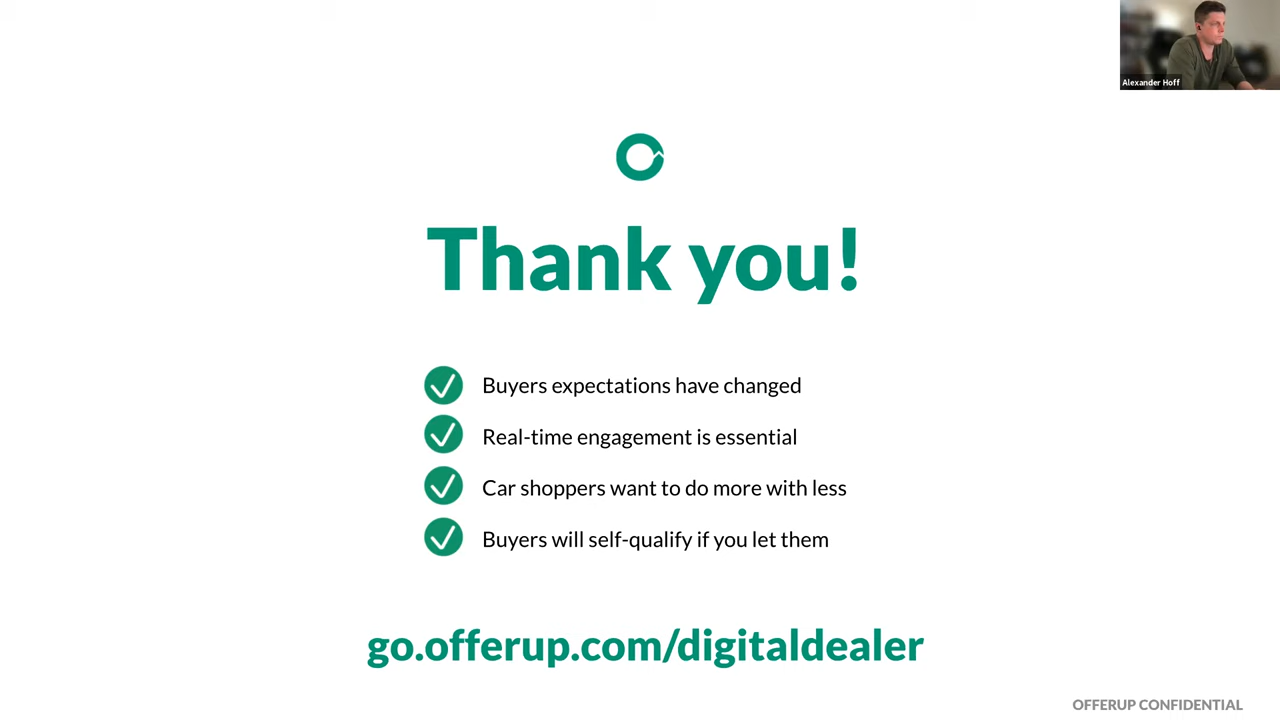 Alexander Hoff
Thank you!
Buyers expectations have changed
Real-time engagement is essential
Car shoppers want to do more with less
Buyers will self-qualify if you let them
go.offerup.com/digitaldealer
OFFERUP CONFIDENTIAL